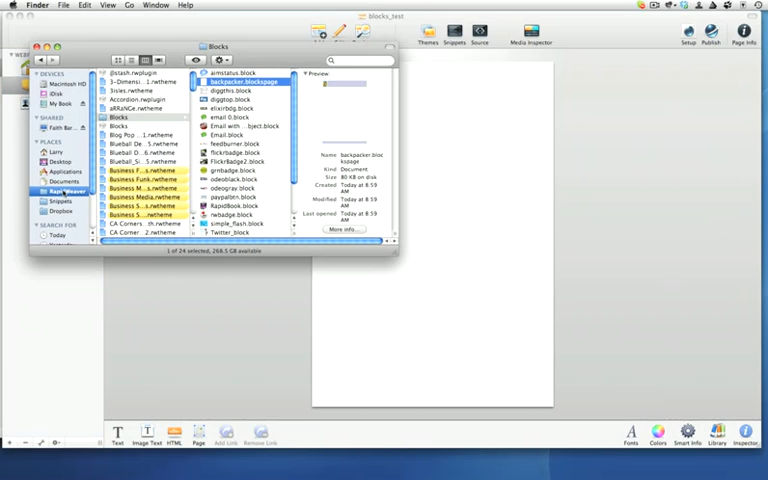 Finder File Edit View Go Window Help
blocks_test
Themes Snippets Source Media Inspector Setup Publish Page Info
Blocks
DEVICES
Macintosh HD
iDisk
My Book
SHARED
Faith Bar...
PLACES
Larry
Desktop
Applications
Documents
RapidWeaver
Snippets
Dropbox
SEARCH FOR
Today
@stash.rwplugin
3-Dimensi...1.rwtheme
3isles.rwtheme
Accordion.rwplugin
aRRaNGe.rwtheme
Blocks
Blocks
Blog Pop ...1.rwtheme
Blueball De...5.rwtheme
Blueball D...6.rwtheme
Blueball_Si...5.rwtheme
Business F...s.rwtheme
Business Funk.rwtheme
Business M...s.rwtheme
Business Media.rwtheme
Business S...s.rwtheme
Business S...s.rwtheme
CA Corners ...th.rwtheme
CA Corner...2.rwtheme
aimstatus.block
backpacker.blockspage
diggthis.block
diggtop.block
elixirbdg.block
email 0.block
Email with ...bject.block
Email.block
feedburner.block
flickrbadge.block
FlickrBadge2.block
grnbadge.block
odeoblack.block
odeogray.block
paypalbtn.block
RapidBook.block
rwbadge.block
simple_flash.block
Twitter_block
Preview:
Name backpacker.bloc
kspage
Kind Document
Size 80 KB on disk
Created Today at 8:59
AM
Modified Today at 8:59
AM
Last opened Today at 8:59
AM
More info...
1 of 24 selected, 268.5 GB available
Text Image Text HTML Page Add Link Remove Link Fonts Colors Smart Info Library Inspector